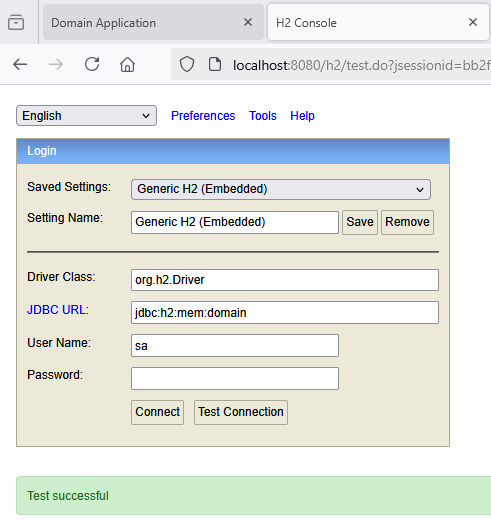 Domain Application
H2 Console
localhost:8080/h2/test.do?jsessionid=bb2f
English Preferences Tools Help
Login
Saved Settings: Generic H2 (Embedded)
Setting Name: Generic H2 (Embedded) Save Remove
Driver Class: org.h2.Driver
JDBC URL: jdbc:h2:mem:domain
User Name: sa
Password:
Connect Test Connection
Test successful